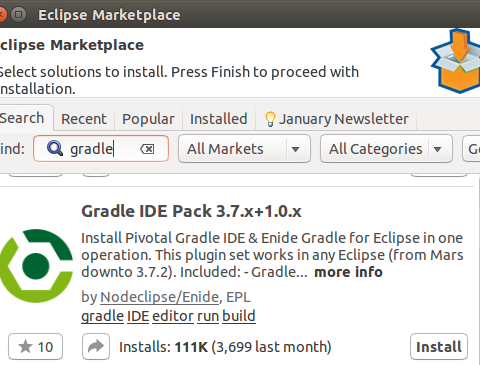 Eclipse Marketplace
clipse Marketplace
Select solutions to install. Press Finish to proceed with
nstallation.
Search Recent Popular Installed January Newsletter
ind: gradle All Markets All Categories G
Gradle IDE Pack 3.7.x+1.0.x
Install Pivotal Gradle IDE & Enide Gradle for Eclipse in one
operation. This plugin set works in any Eclipse (from Mars
downto 3.7.2). Included: - Gradle... more info
by Nodeclipse/Enide, EPL
gradle IDE editor run build
10 Installs: 111K (3,699 last month) Install